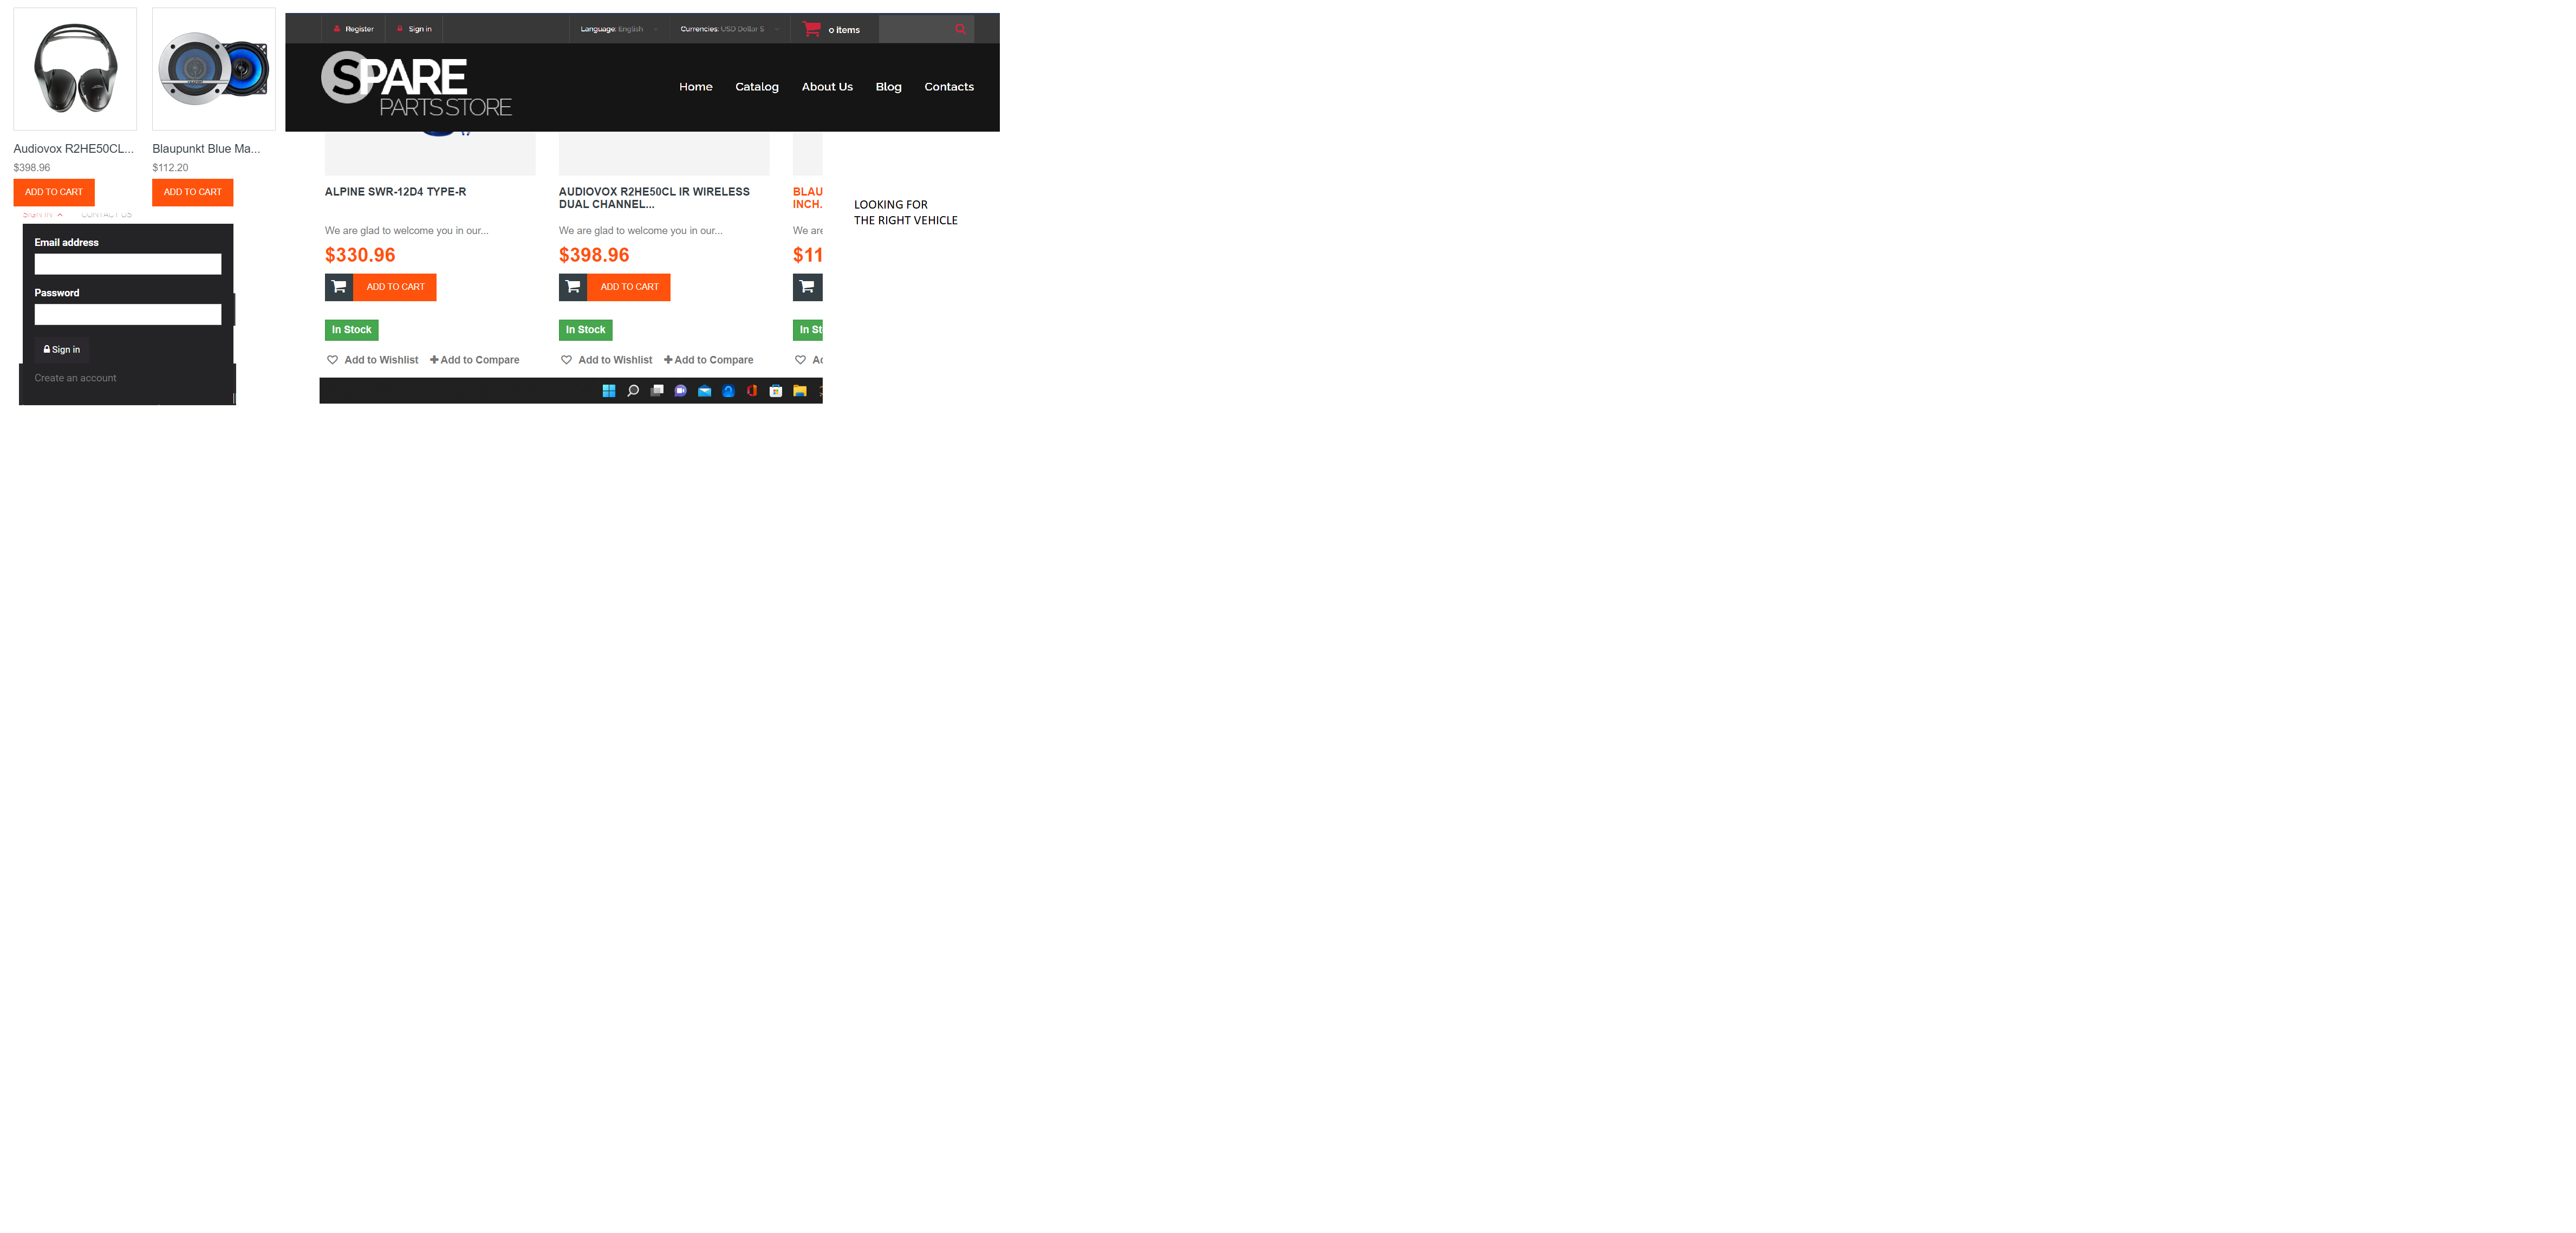 Audiovox R2HE50CL...
$398.96
ADD TO CART
Blaupunkt Blue Ma...
$112.20
ADD TO CART
SIGN IN
CONTACT US
Email address
Password
Sign in
Create an account
Register
Sign in
Language: English
Currencies: USD Dollar $
0 items
SPARE
PARTS STORE
Home
Catalog
About Us
Blog
Contacts
ALPINE SWR-12D4 TYPE-R
We are glad to welcome you in our...
$330.96
ADD TO CART
In Stock
Add to Wishlist
Add to Compare
AUDIOVOX R2HE50CL IR WIRELESS
DUAL CHANNEL...
We are glad to welcome you in our...
$398.96
ADD TO CART
In Stock
Add to Wishlist
Add to Compare
BLAU
INCH.
We are
$11
In St
LOOKING FOR
THE RIGHT VEHICLE